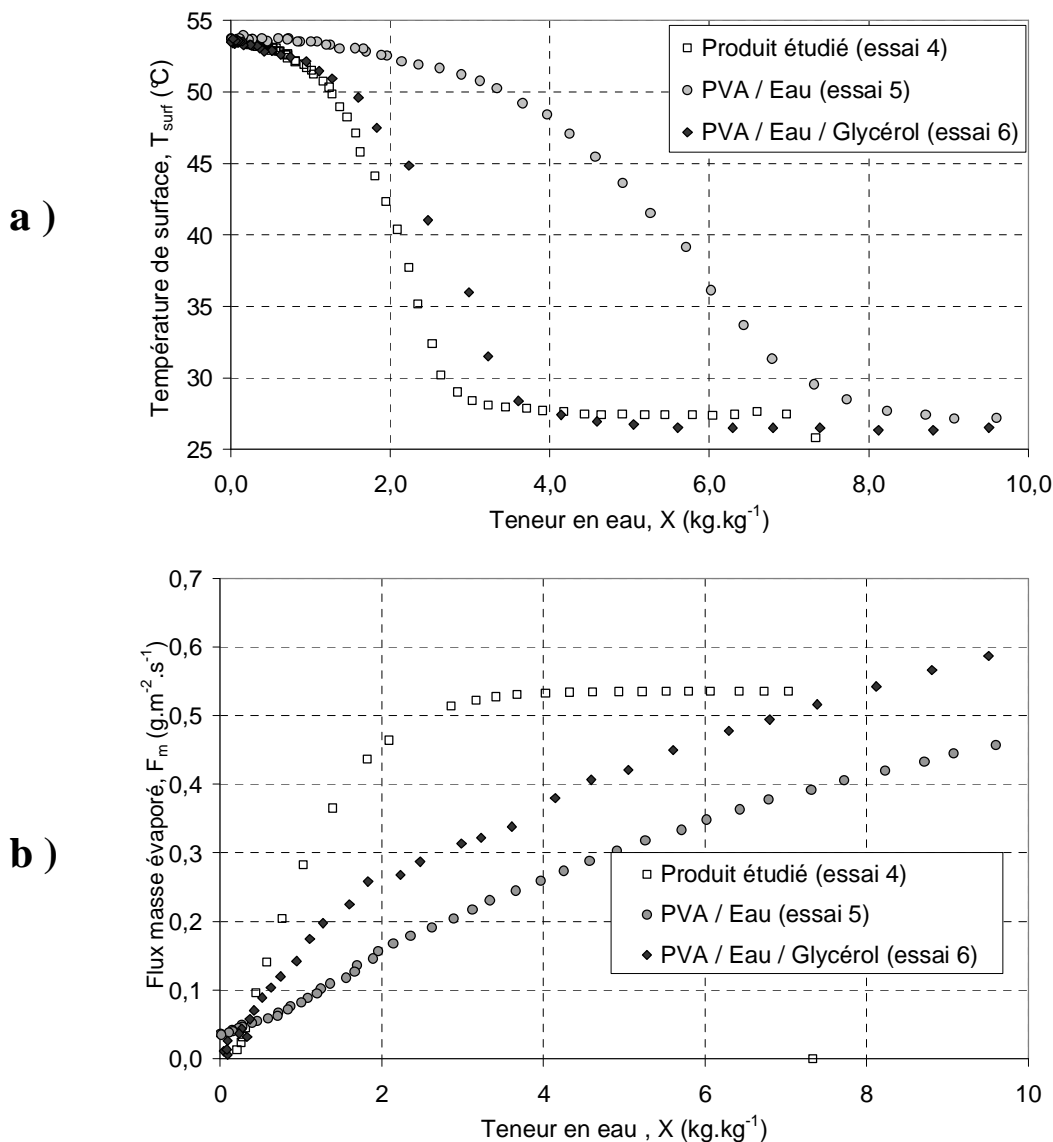 a )
Température de surface, T_surf (°C)
55
50
45
40
35
30
25
Produit étudié (essai 4)
PVA / Eau (essai 5)
PVA / Eau / Glycérol (essai 6)
0,0 2,0 4,0 6,0 8,0 10,0
Teneur en eau, X (kg.kg⁻¹)
b )
Flux masse évaporé, F_m (g.m⁻².s⁻¹)
0,7
0,6
0,5
0,4
0,3
0,2
0,1
0,0
Produit étudié (essai 4)
PVA / Eau (essai 5)
PVA / Eau / Glycérol (essai 6)
0 2 4 6 8 10
Teneur en eau , X (kg.kg⁻¹)